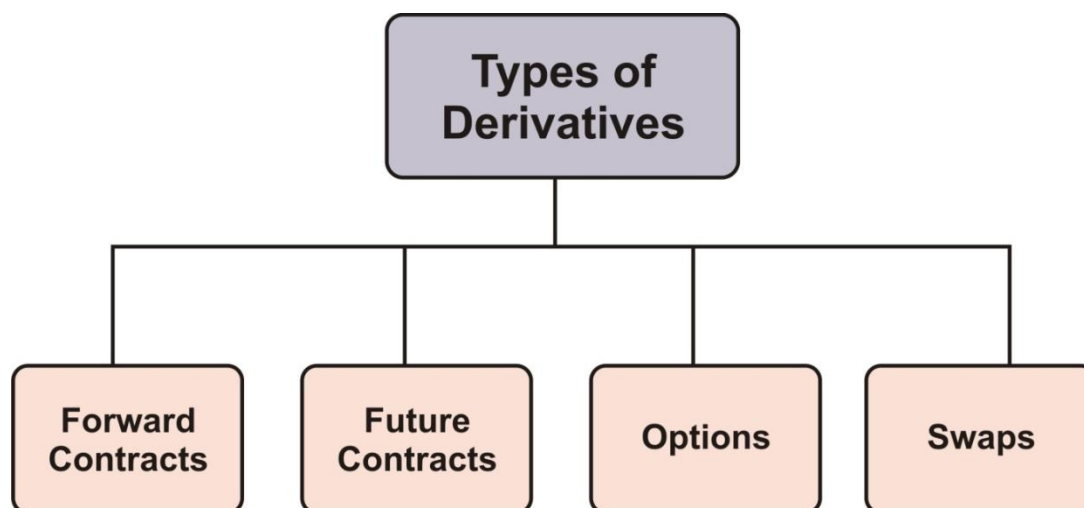 Types of
Derivatives
Forward
Contracts
Future
Contracts
Options
Swaps